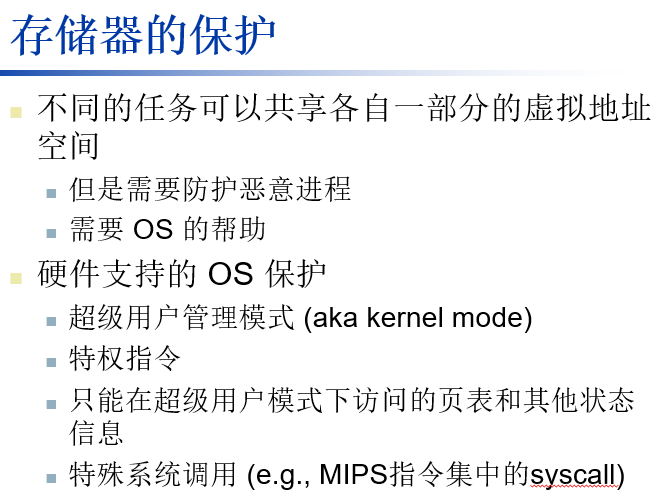 存储器的保护
不同的任务可以共享各自一部分的虚拟地址
空间
但是需要防护恶意进程
需要 OS 的帮助
硬件支持的 OS 保护
超级用户管理模式 (aka kernel mode)
特权指令
只能在超级用户模式下访问的页表和其他状态
信息
特殊系统调用 (e.g., MIPS指令集中的syscall)